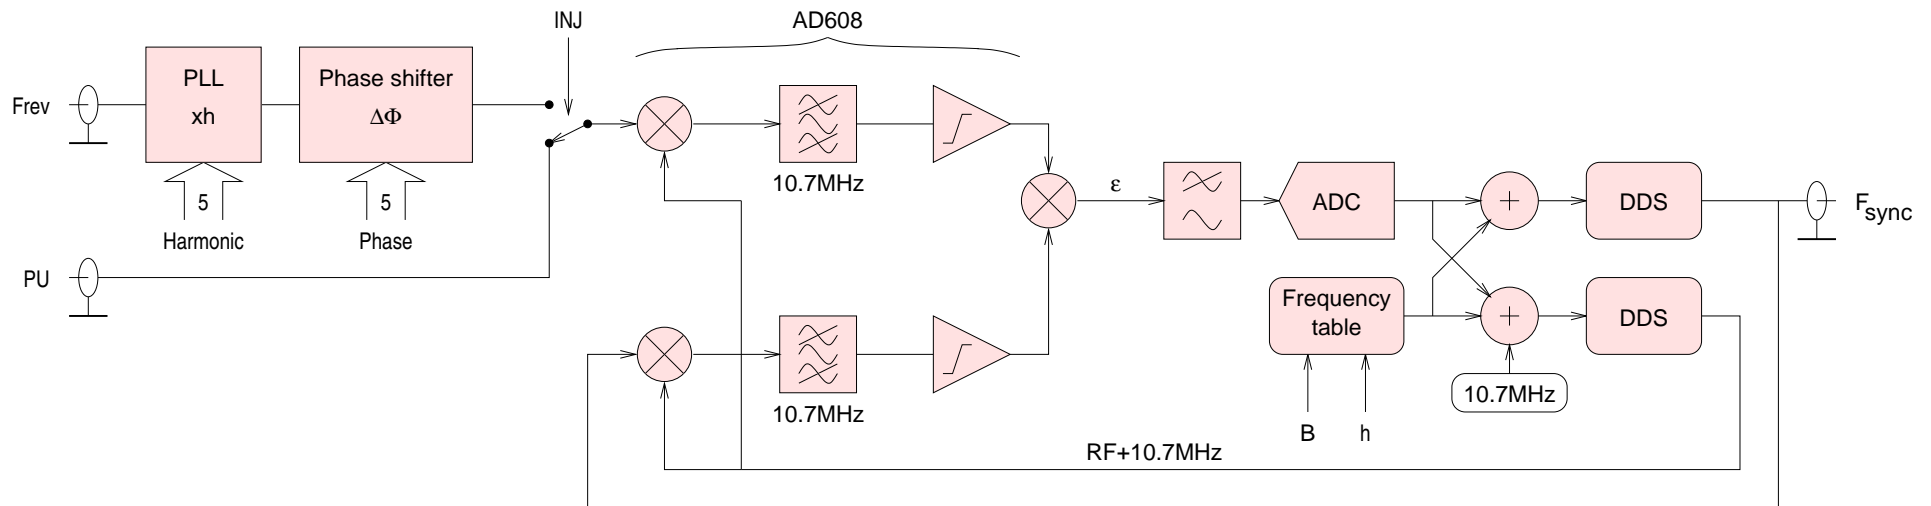 INJ
AD608
PLL
xh
Phase shifter
ΔΦ
Frev
10.7MHz
5
5
Harmonic
Phase
ε
ADC
+
DDS
Fsync
PU
Frequency
table
+
DDS
10.7MHz
10.7MHz
B
h
RF+10.7MHz